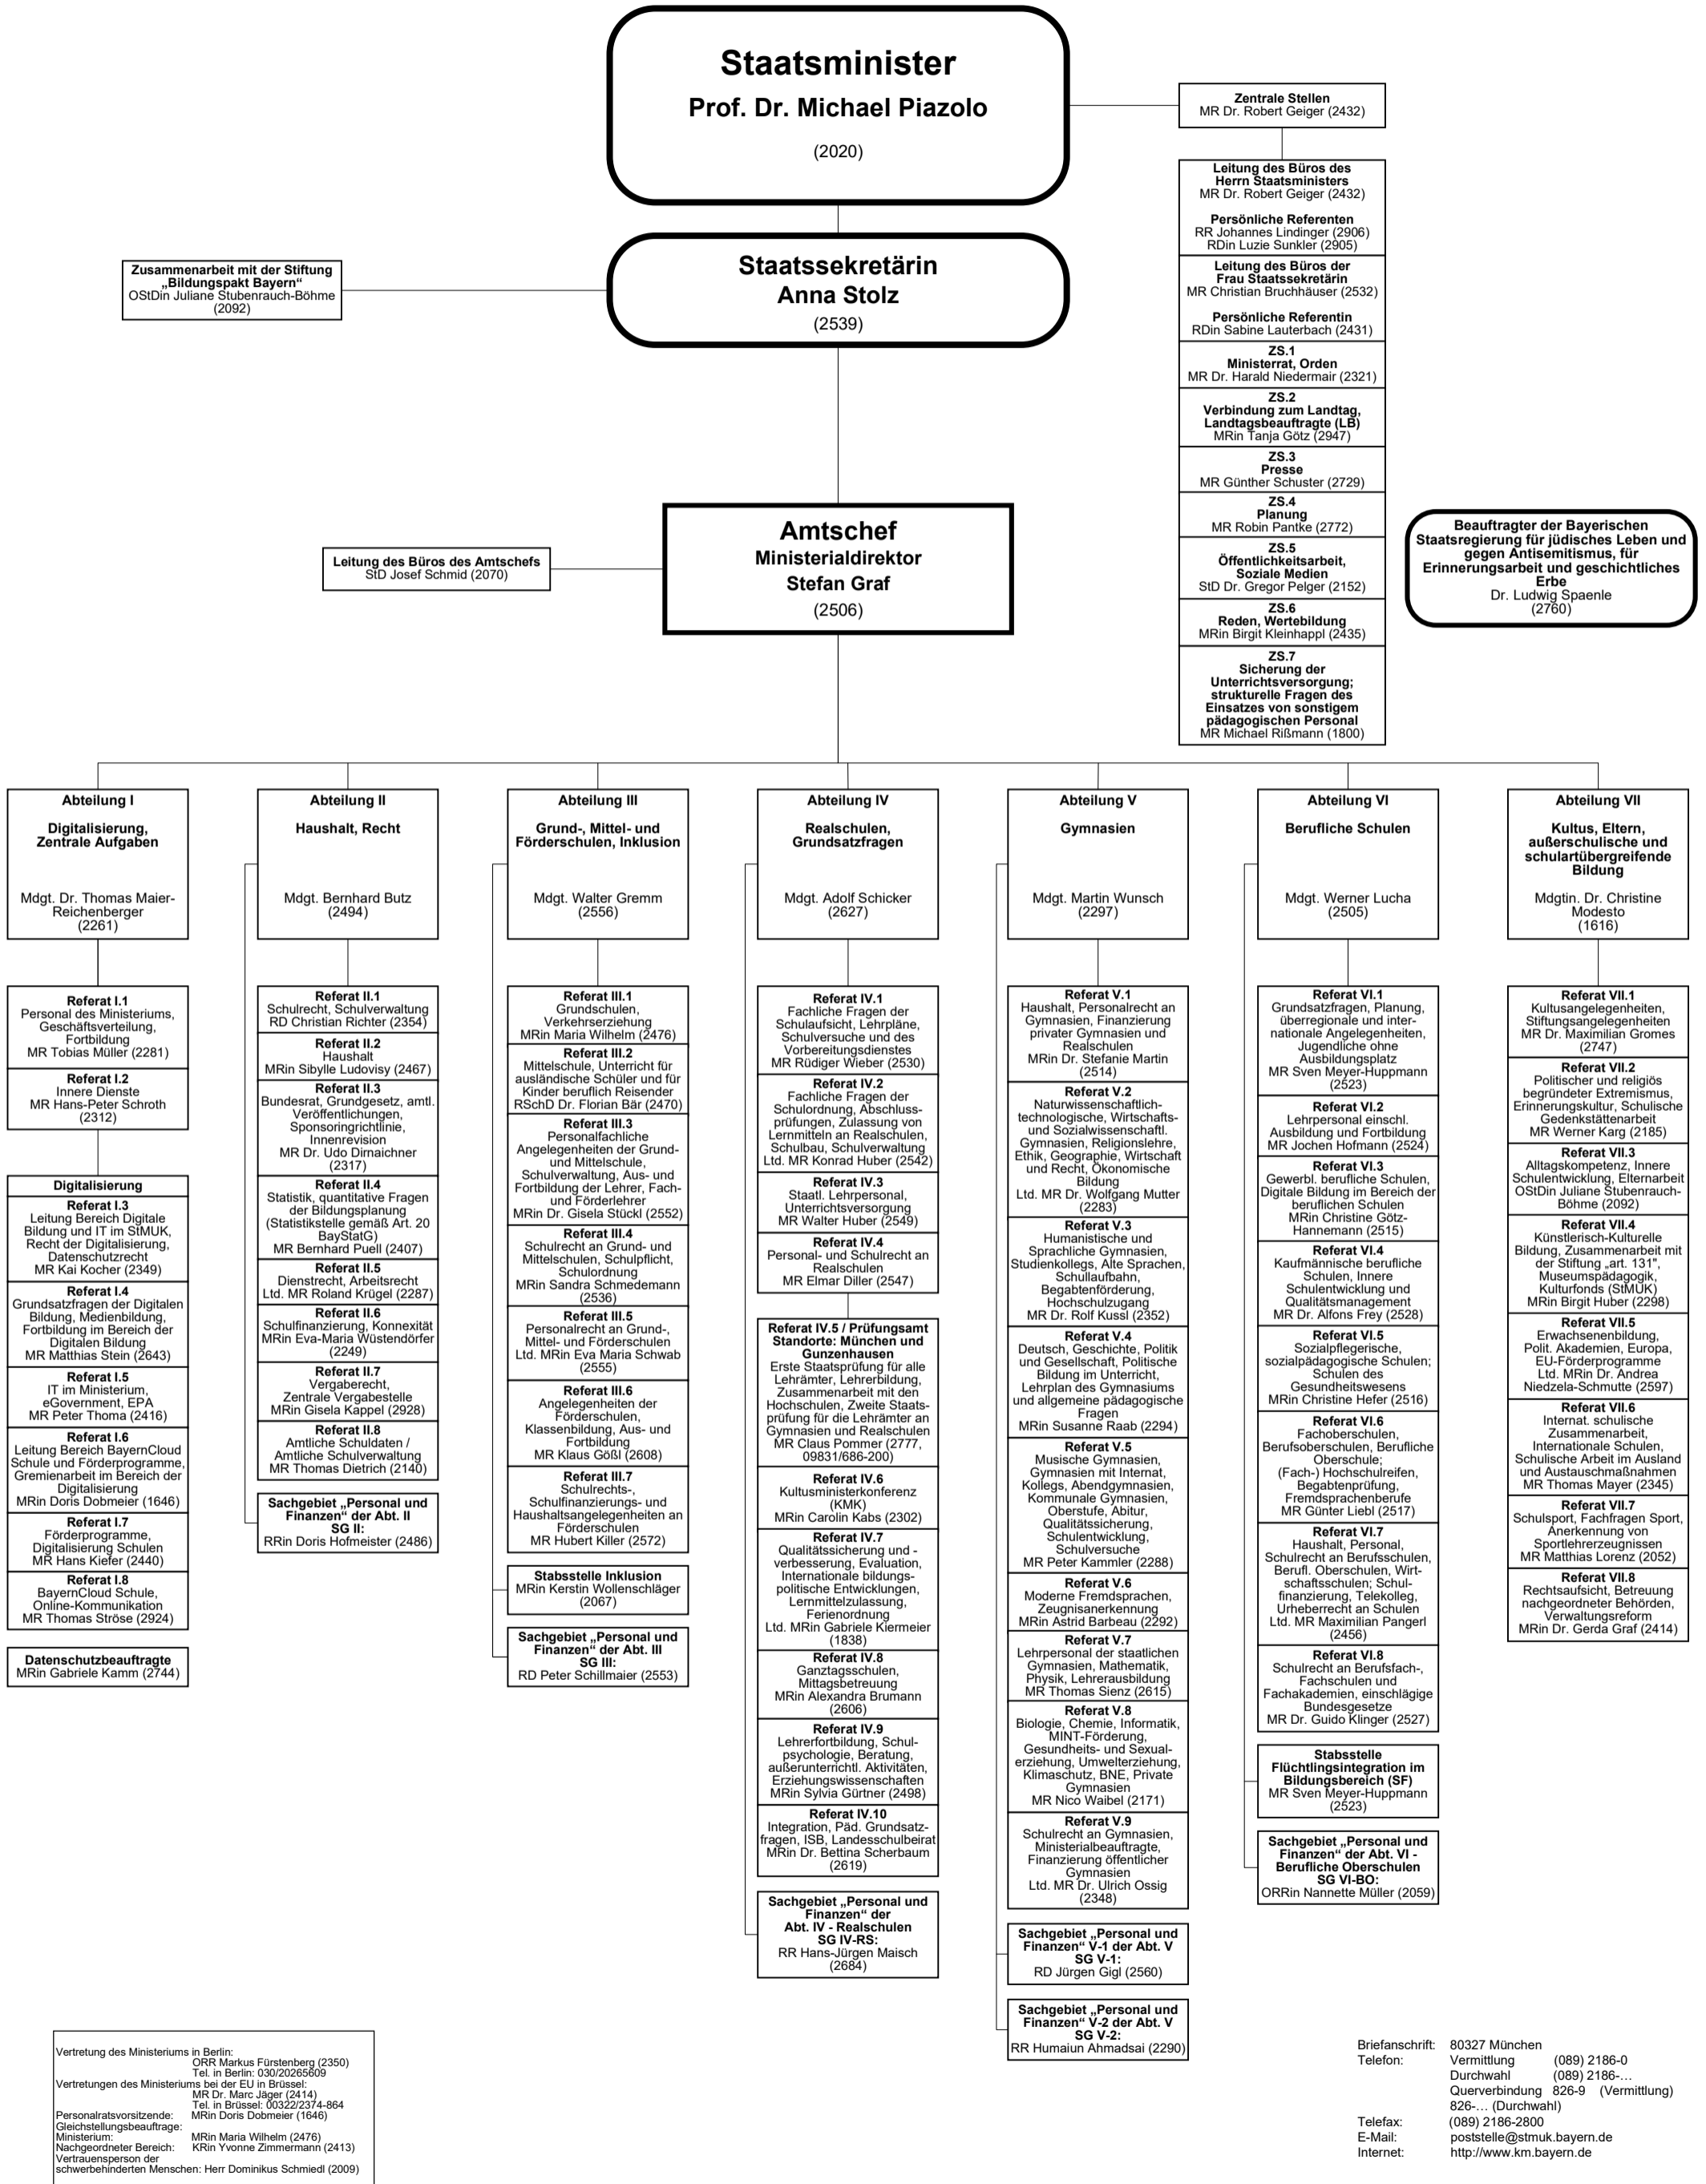 Staatsminister
Prof. Dr. Michael Piazolo
(2020)
Zentrale Stellen
MR Dr. Robert Geiger (2432)
Leitung des Büros des
Herrn Staatsministers
MR Dr. Robert Geiger (2432)
Persönliche Referenten
RR Johannes Lindinger (2906)
RDin Luzie Sunkler (2905)
Leitung des Büros der
Frau Staatssekretärin
MR Christian Bruchhäuser (2532)
Persönliche Referentin
RDin Sabine Lauterbach (2431)
ZS.1
Ministerrat, Orden
MR Dr. Harald Niedermair (2321)
ZS.2
Verbindung zum Landtag,
Landtagsbeauftragte (LB)
MRin Tanja Götz (2947)
ZS.3
Presse
MR Günther Schuster (2729)
ZS.4
Planung
MR Robin Pantke (2772)
ZS.5
Öffentlichkeitsarbeit,
Soziale Medien
StD Dr. Gregor Pelger (2152)
ZS.6
Reden, Wertebildung
MRin Birgit Kleinhappl (2435)
ZS.7
Sicherung der
Unterrichtsversorgung;
strukturelle Fragen des
Einsatzes von sonstigem
pädagogischen Personal
MR Michael Rißmann (1800)
Staatssekretärin
Anna Stolz
(2539)
Zusammenarbeit mit der Stiftung
„Bildungspakt Bayern“
OStDin Juliane Stubenrauch-Böhme
(2092)
Amtschef
Ministerialdirektor
Stefan Graf
(2506)
Leitung des Büros des Amtschefs
StD Josef Schmid (2070)
Beauftragter der Bayerischen
Staatsregierung für jüdisches Leben und
gegen Antisemitismus, für
Erinnerungsarbeit und geschichtliches
Erbe
Dr. Ludwig Spaenle
(2760)
Abteilung I
Digitalisierung,
Zentrale Aufgaben
Mdgt. Dr. Thomas Maier-
Reichenberger
(2261)
Referat I.1
Personal des Ministeriums,
Geschäftsverteilung,
Fortbildung
MR Tobias Müller (2281)
Referat I.2
Innere Dienste
MR Hans-Peter Schroth
(2312)
Digitalisierung
Referat I.3
Leitung Bereich Digitale
Bildung und IT im StMUK,
Recht der Digitalisierung,
Datenschutzrecht
MR Kai Kocher (2349)
Referat I.4
Grundsatzfragen der Digitalen
Bildung, Medienbildung,
Fortbildung im Bereich der
Digitalen Bildung
MR Matthias Stein (2643)
Referat I.5
IT im Ministerium,
eGovernment, EPA
MR Peter Thoma (2416)
Referat I.6
Leitung Bereich BayernCloud
Schule und Förderprogramme,
Gremienarbeit im Bereich der
Digitalisierung
MRin Doris Dobmeier (1646)
Referat I.7
Förderprogramme,
Digitalisierung Schulen
MR Hans Kiefer (2440)
Referat I.8
BayernCloud Schule,
Online-Kommunikation
MR Thomas Ströse (2924)
Datenschutzbeauftragte
MRin Gabriele Kamm (2744)
Abteilung II
Haushalt, Recht
Mdgt. Bernhard Butz
(2494)
Referat II.1
Schulrecht, Schulverwaltung
RD Christian Richter (2354)
Referat II.2
Haushalt
MRin Sibylle Ludovisy (2467)
Referat II.3
Bundesrat, Grundgesetz, amtl.
Veröffentlichungen,
Sponsoringrichtlinie,
Innenrevision
MR Dr. Udo Dirnaichner
(2317)
Referat II.4
Statistik, quantitative Fragen
der Bildungsplanung
(Statistikstelle gemäß Art. 20
BayStatG)
MR Bernhard Puell (2407)
Referat II.5
Dienstrecht, Arbeitsrecht
Ltd. MR Roland Krügel (2287)
Referat II.6
Schulfinanzierung, Konnexität
MRin Eva-Maria Wüstendörfer
(2249)
Referat II.7
Vergaberecht,
Zentrale Vergabestelle
MRin Gisela Kappel (2928)
Referat II.8
Amtliche Schuldaten /
Amtliche Schulverwaltung
MR Thomas Dietrich (2140)
Sachgebiet „Personal und
Finanzen“ der Abt. II
SG II:
RRin Doris Hofmeister (2486)
Abteilung III
Grund-, Mittel- und
Förderschulen, Inklusion
Mdgt. Walter Gremm
(2556)
Referat III.1
Grundschulen,
Verkehrserziehung
MRin Maria Wilhelm (2476)
Referat III.2
Mittelschule, Unterricht für
ausländische Schüler und für
Kinder beruflich Reisender
RSchD Dr. Florian Bär (2470)
Referat III.3
Personalfachliche
Angelegenheiten der Grund-
und Mittelschule,
Schulverwaltung, Aus- und
Fortbildung der Lehrer, Fach-
und Förderlehrer
MRin Dr. Gisela Stückl (2552)
Referat III.4
Schulrecht an Grund- und
Mittelschulen, Schulpflicht,
Schulordnung
MRin Sandra Schmedemann
(2536)
Referat III.5
Personalrecht an Grund-,
Mittel- und Förderschulen
Ltd. MRin Eva Maria Schwab
(2555)
Referat III.6
Angelegenheiten der
Förderschulen,
Klassenbildung, Aus- und
Fortbildung
MR Klaus Gößl (2608)
Referat III.7
Schulrechts-,
Schulfinanzierungs- und
Haushaltsangelegenheiten an
Förderschulen
MR Hubert Killer (2572)
Stabsstelle Inklusion
MRin Kerstin Wollenschläger
(2067)
Sachgebiet „Personal und
Finanzen“ der Abt. III
SG III:
RD Peter Schillmaier (2553)
Abteilung IV
Realschulen,
Grundsatzfragen
Mdgt. Adolf Schicker
(2627)
Referat IV.1
Fachliche Fragen der
Schulaufsicht, Lehrpläne,
Schulversuche und des
Vorbereitungsdienstes
MR Rüdiger Wieber (2530)
Referat IV.2
Fachliche Fragen der
Schulordnung, Abschluss-
prüfungen, Zulassung von
Lernmitteln an Realschulen,
Schulbau, Schulverwaltung
Ltd. MR Konrad Huber (2542)
Referat IV.3
Staatl. Lehrpersonal,
Unterrichtsversorgung
MR Walter Huber (2549)
Referat IV.4
Personal- und Schulrecht an
Realschulen
MR Elmar Diller (2547)
Referat IV.5 / Prüfungsamt
Standorte: München und
Gunzenhausen
Erste Staatsprüfung für alle
Lehrämter, Lehrerbildung,
Zusammenarbeit mit den
Hochschulen, Zweite Staats-
prüfung für die Lehrämter an
Gymnasien und Realschulen
MR Claus Pommer (2777,
09831/686-200)
Referat IV.6
Kultusministerkonferenz
(KMK)
MRin Carolin Kabs (2302)
Referat IV.7
Qualitätssicherung und -
verbesserung, Evaluation,
Internationale bildungs-
politische Entwicklungen,
Lernmittelzulassung,
Ferienordnung
Ltd. MRin Gabriele Kiermeier
(1838)
Referat IV.8
Ganztagsschulen,
Mittagsbetreuung
MRin Alexandra Brumann
(2606)
Referat IV.9
Lehrerfortbildung, Schul-
psychologie, Beratung,
außerunterrichtl. Aktivitäten,
Erziehungswissenschaften
MRin Sylvia Gürtner (2498)
Referat IV.10
Integration, Päd. Grundsatz-
fragen, ISB, Landesschulbeirat
MRin Dr. Bettina Scherbaum
(2619)
Sachgebiet „Personal und
Finanzen“ der
Abt. IV - Realschulen
SG IV-RS:
RR Hans-Jürgen Maisch
(2684)
Abteilung V
Gymnasien
Mdgt. Martin Wunsch
(2297)
Referat V.1
Haushalt, Personalrecht an
Gymnasien, Finanzierung
privater Gymnasien und
Realschulen
MRin Dr. Stefanie Martin
(2514)
Referat V.2
Naturwissenschaftlich-
technologische, Wirtschafts-
und Sozialwissenschaftl.
Gymnasien, Religionslehre,
Ethik, Geographie, Wirtschaft
und Recht, Ökonomische
Bildung
Ltd. MR Dr. Wolfgang Mutter
(2283)
Referat V.3
Humanistische und
Sprachliche Gymnasien,
Studienkollegs, Alte Sprachen,
Schullaufbahn,
Begabtenförderung,
Hochschulzugang
MR Dr. Rolf Kussl (2352)
Referat V.4
Deutsch, Geschichte, Politik
und Gesellschaft, Politische
Bildung im Unterricht,
Lehrplan des Gymnasiums
und allgemeine pädagogische
Fragen
MRin Susanne Raab (2294)
Referat V.5
Musische Gymnasien,
Gymnasien mit Internat,
Kollegs, Abendgymnasien,
Kommunale Gymnasien,
Oberstufe, Abitur,
Qualitätssicherung,
Schulentwicklung,
Schulversuche
MR Peter Kammler (2288)
Referat V.6
Moderne Fremdsprachen,
Zeugnisanerkennung
MRin Astrid Barbeau (2292)
Referat V.7
Lehrpersonal der staatlichen
Gymnasien, Mathematik,
Physik, Lehrerausbildung
MR Thomas Sienz (2615)
Referat V.8
Biologie, Chemie, Informatik,
MINT-Förderung,
Gesundheits- und Sexual-
erziehung, Umwelterziehung,
Klimaschutz, BNE, Private
Gymnasien
MR Nico Waibel (2171)
Referat V.9
Schulrecht an Gymnasien,
Ministerialbeauftragte,
Finanzierung öffentlicher
Gymnasien
Ltd. MR Dr. Ulrich Ossig
(2348)
Sachgebiet „Personal und
Finanzen“ V-1 der Abt. V
SG V-1:
RD Jürgen Gigl (2560)
Sachgebiet „Personal und
Finanzen“ V-2 der Abt. V
SG V-2:
RR Humaiun Ahmadsai (2290)
Abteilung VI
Berufliche Schulen
Mdgt. Werner Lucha
(2505)
Referat VI.1
Grundsatzfragen, Planung,
überregionale und inter-
nationale Angelegenheiten,
Jugendliche ohne
Ausbildungsplatz
MR Sven Meyer-Huppmann
(2523)
Referat VI.2
Lehrpersonal einschl.
Ausbildung und Fortbildung
MR Jochen Hofmann (2524)
Referat VI.3
Gewerbl. berufliche Schulen,
Digitale Bildung im Bereich der
beruflichen Schulen
MRin Christine Götz-
Hannemann (2515)
Referat VI.4
Kaufmännische berufliche
Schulen, Innere
Schulentwicklung und
Qualitätsmanagement
MR Dr. Alfons Frey (2528)
Referat VI.5
Sozialpflegerische,
sozialpädagogische Schulen;
Schulen des
Gesundheitswesens
MRin Christine Hefer (2516)
Referat VI.6
Fachoberschulen,
Berufsoberschulen, Berufliche
Oberschule;
(Fach-) Hochschulreifen,
Begabtenprüfung,
Fremdsprachenberufe
MR Günter Liebl (2517)
Referat VI.7
Haushalt, Personal,
Schulrecht an Berufsschulen,
Berufl. Oberschulen, Wirt-
schaftsschulen; Schul-
finanzierung, Telekolleg,
Urheberrecht an Schulen
Ltd. MR Maximilian Pangerl
(2456)
Referat VI.8
Schulrecht an Berufsfach-,
Fachschulen und
Fachakademien, einschlägige
Bundesgesetze
MR Dr. Guido Klinger (2527)
Stabsstelle
Flüchtlingsintegration im
Bildungsbereich (SF)
MR Sven Meyer-Huppmann
(2523)
Sachgebiet „Personal und
Finanzen“ der Abt. VI -
Berufliche Oberschulen
SG VI-BO:
ORRin Nannette Müller (2059)
Abteilung VII
Kultus, Eltern,
außerschulische und
schulartübergreifende
Bildung
Mdgtin. Dr. Christine
Modesto
(1616)
Referat VII.1
Kultusangelegenheiten,
Stiftungsangelegenheiten
MR Dr. Maximilian Gromes
(2747)
Referat VII.2
Politischer und religiös
begründeter Extremismus,
Erinnerungskultur, Schulische
Gedenkstättenarbeit
MR Werner Karg (2185)
Referat VII.3
Alltagskompetenz, Innere
Schulentwicklung, Elternarbeit
OStDin Juliane Stubenrauch-
Böhme (2092)
Referat VII.4
Künstlerisch-Kulturelle
Bildung, Zusammenarbeit mit
der Stiftung „art. 131",
Museumspädagogik,
Kulturfonds (StMUK)
MRin Birgit Huber (2298)
Referat VII.5
Erwachsenenbildung,
Polit. Akademien, Europa,
EU-Förderprogramme
Ltd. MRin Dr. Andrea
Niedzela-Schmutte (2597)
Referat VII.6
Internat. schulische
Zusammenarbeit,
Internationale Schulen,
Schulische Arbeit im Ausland
und Austauschmaßnahmen
MR Thomas Mayer (2345)
Referat VII.7
Schulsport, Fachfragen Sport,
Anerkennung von
Sportlehrerzeugnissen
MR Matthias Lorenz (2052)
Referat VII.8
Rechtsaufsicht, Betreuung
nachgeordneter Behörden,
Verwaltungsreform
MRin Dr. Gerda Graf (2414)
Vertretung des Ministeriums in Berlin:
ORR Markus Fürstenberg (2350)
Tel. in Berlin: 030/20265609
Vertretungen des Ministeriums bei der EU in Brüssel:
MR Dr. Marc Jäger (2414)
Tel. in Brüssel: 00322/2374-864
Personalratsvorsitzende: MRin Doris Dobmeier (1646)
Gleichstellungsbeauftrage:
Ministerium: MRin Maria Wilhelm (2476)
Nachgeordneter Bereich: KRin Yvonne Zimmermann (2413)
Vertrauensperson der
schwerbehinderten Menschen: Herr Dominikus Schmiedl (2009)
Briefanschrift: 80327 München
Telefon: Vermittlung (089) 2186-0
Durchwahl (089) 2186-…
Querverbindung 826-9 (Vermittlung)
826-… (Durchwahl)
Telefax: (089) 2186-2800
E-Mail: poststelle@stmuk.bayern.de
Internet: http://www.km.bayern.de